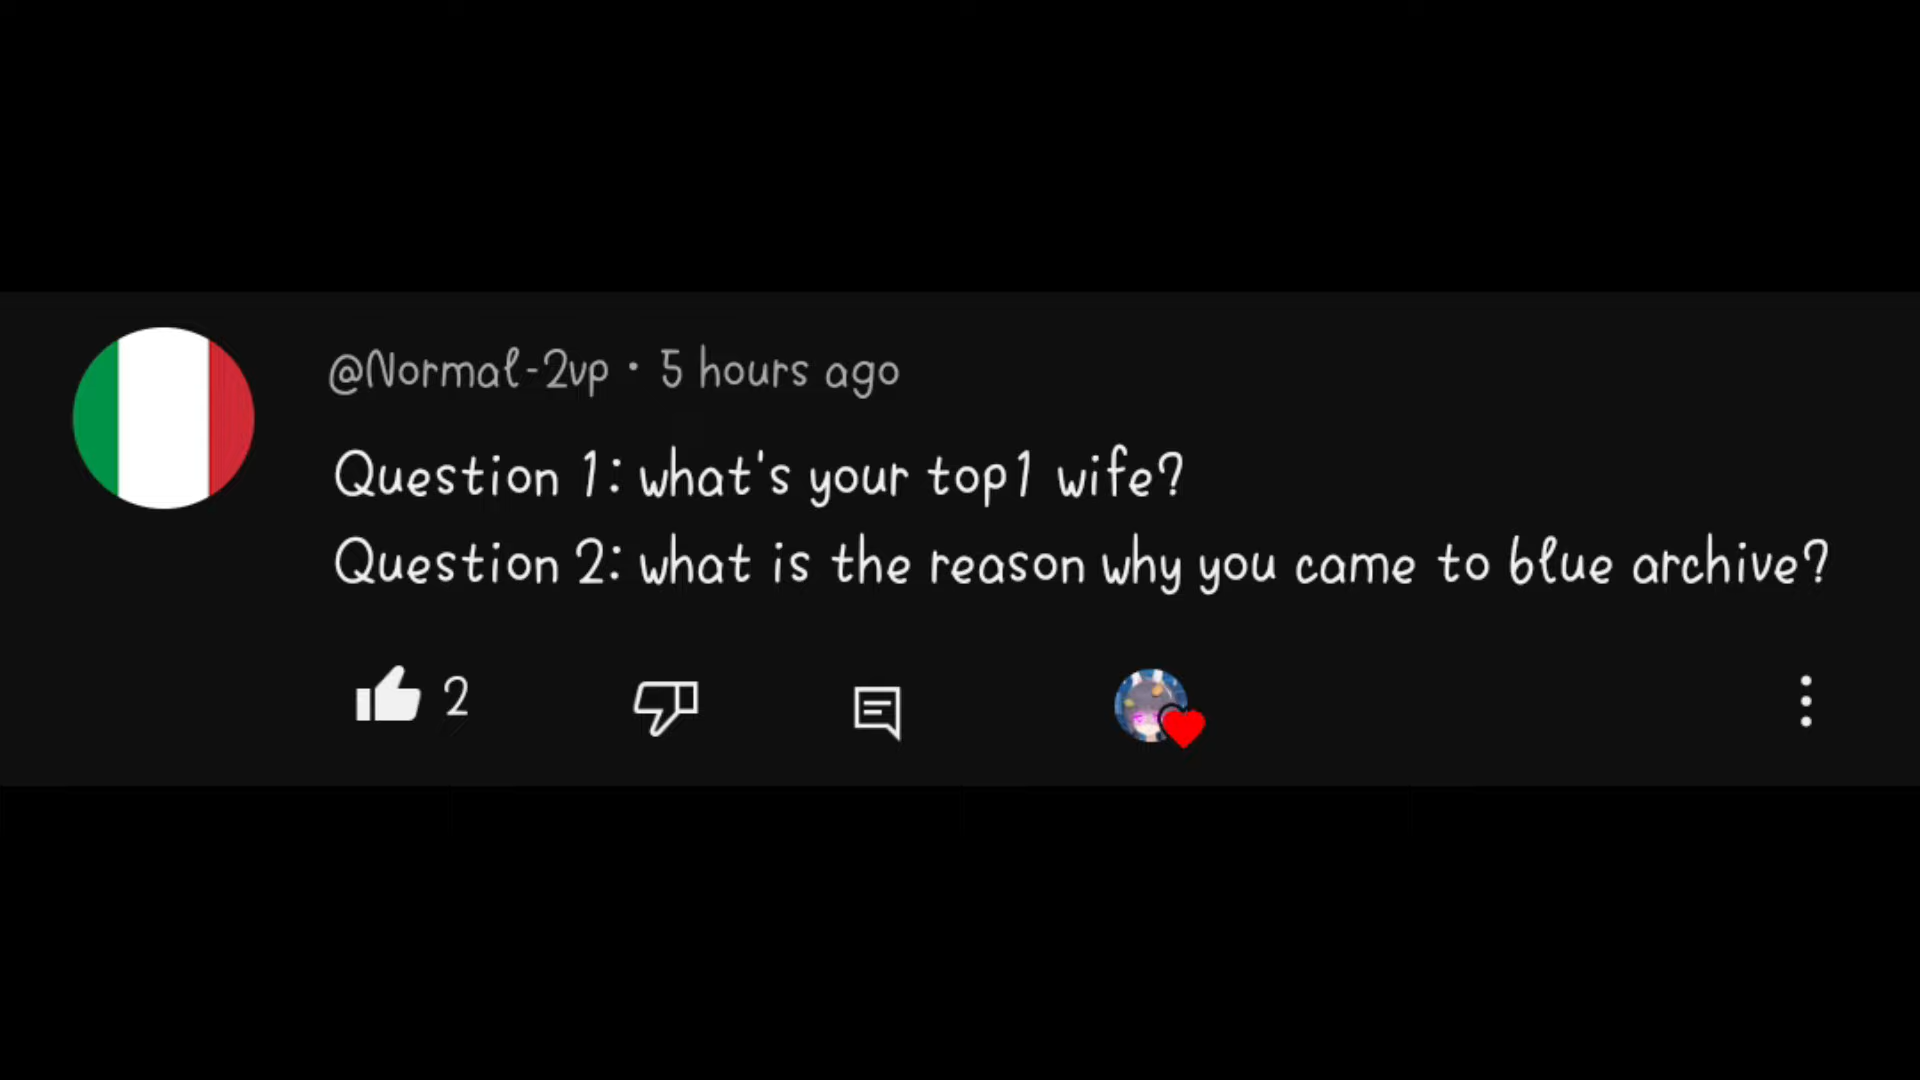 @Normal-2vp · 5 hours ago
Question 1: what's your top1 wife?
Question 2: what is the reason why you came to blue archive?
2